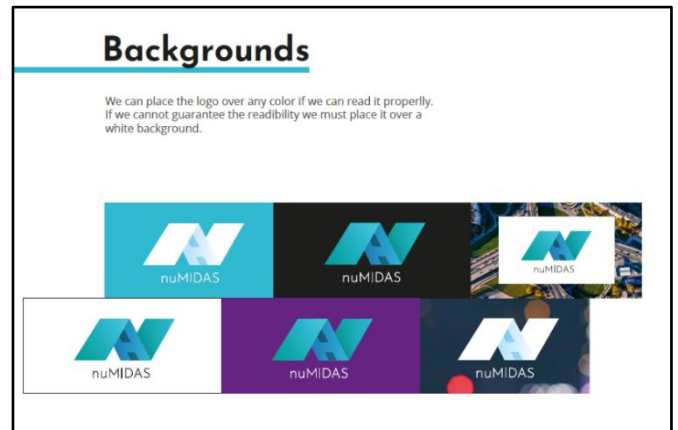 Backgrounds
We can place the logo over any color if we can read it properlly.
If we cannot guarantee the readibility we must place it over a
white background.
nuMIDAS
nuMIDAS
nuMIDAS
nuMIDAS
nuMIDAS
nuMIDAS